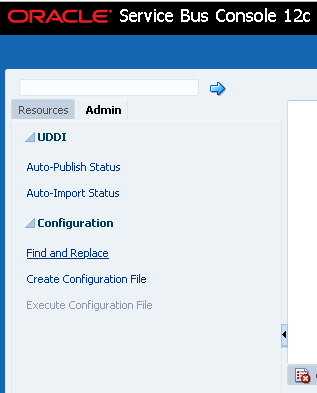 ORACLE Service Bus Console 12c
Resources Admin
UDDI
Auto-Publish Status
Auto-Import Status
Configuration
Find and Replace
Create Configuration File
Execute Configuration File